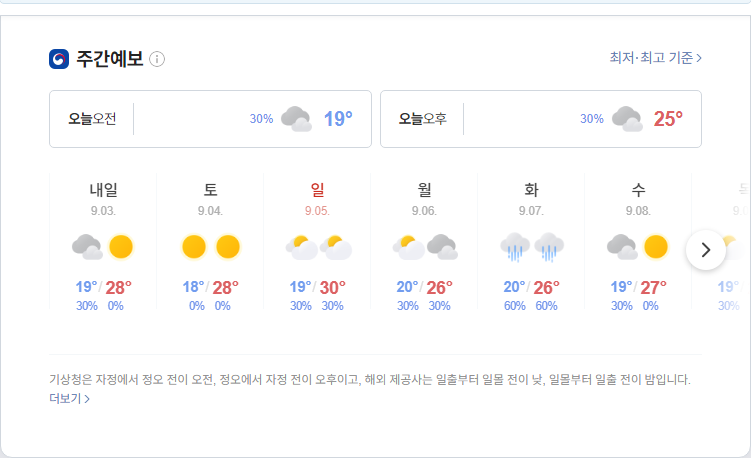 주간예보
최저·최고 기준 >
오늘오전 30% 19°
오늘오후 30% 25°
내일 토 일 월 화 수
9.03. 9.04. 9.05. 9.06. 9.07. 9.08.
19°/28° 18°/28° 19°/30° 20°/26° 20°/26° 19°/27° 19°
30% 0% 0% 0% 30% 30% 30% 30% 60% 60% 30% 0% 30%
기상청은 자정에서 정오 전이 오전, 정오에서 자정 전이 오후이고, 해외 제공사는 일출부터 일몰 전이 낮, 일몰부터 일출 전이 밤입니다.
더보기 >